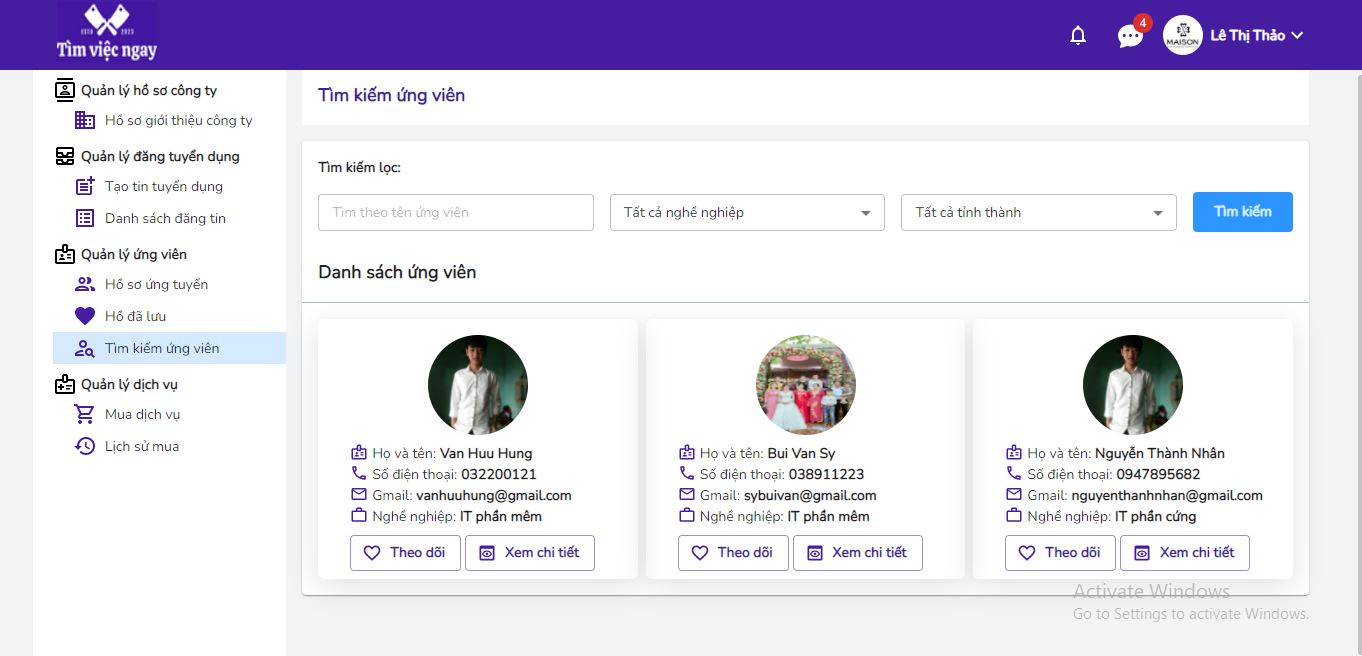 ESTD 2023
Tìm việc ngay
4
MAISON
Lê Thị Thảo
Quản lý hồ sơ công ty
Hồ sơ giới thiệu công ty
Quản lý đăng tuyển dụng
Tạo tin tuyển dụng
Danh sách đăng tin
Quản lý ứng viên
Hồ sơ ứng tuyển
Hồ đã lưu
Tìm kiếm ứng viên
Quản lý dịch vụ
Mua dịch vụ
Lịch sử mua
Tìm kiếm ứng viên
Tìm kiếm lọc:
Tìm theo tên ứng viên
Tất cả nghề nghiệp
Tất cả tỉnh thành
Tìm kiếm
Danh sách ứng viên
Họ và tên: Van Huu Hung
Số điện thoại: 032200121
Gmail: vanhuuhung@gmail.com
Nghề nghiệp: IT phần mêm
Theo dõi
Xem chi tiết
Họ và tên: Bui Van Sy
Số điện thoại: 038911223
Gmail: sybuivan@gmail.com
Nghề nghiệp: IT phần mêm
Theo dõi
Xem chi tiết
Họ và tên: Nguyễn Thành Nhân
Số điện thoại: 0947895682
Gmail: nguyenthanhnhan@gmail.com
Nghề nghiệp: IT phần cứng
Theo dõi
Xem chi tiết
Activate Windows
Go to Settings to activate Windows.